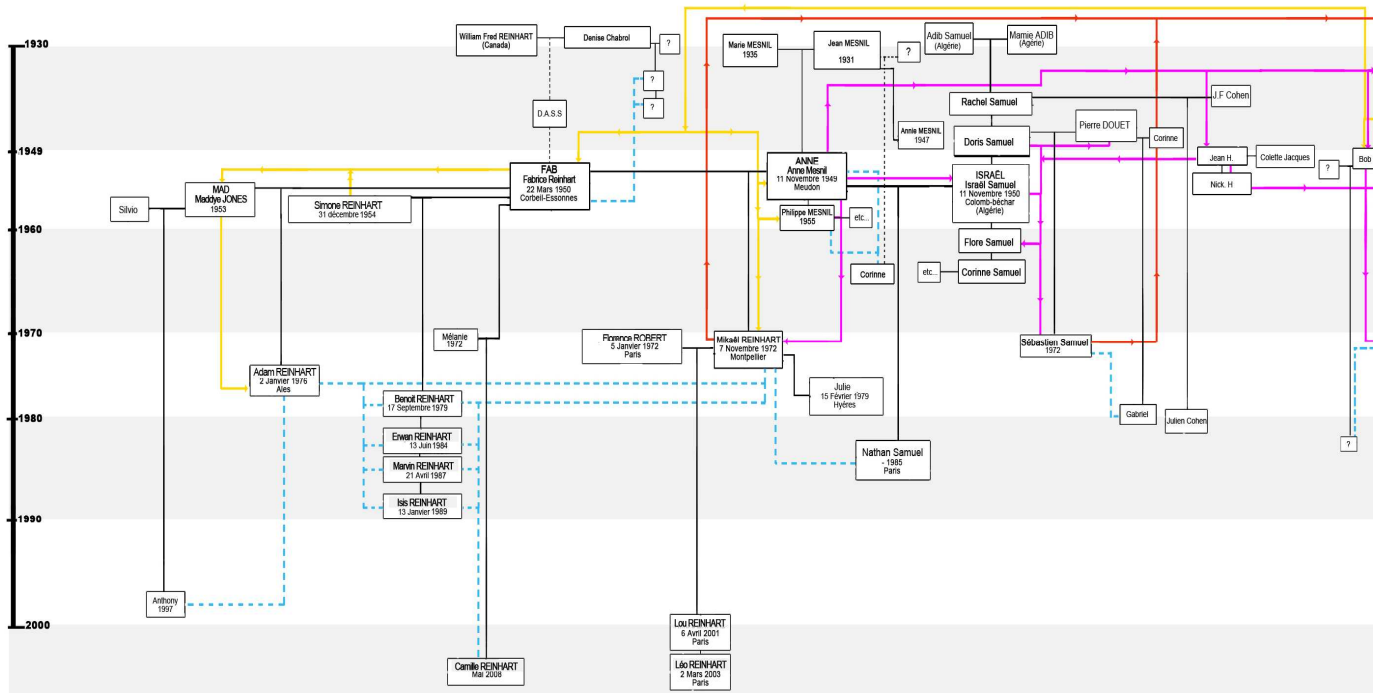 1930
1949
1960
1970
1980
1990
2000
William Fred REINHART
(Canada)
Denise Chabrol
?
?
?
D.A.S.S
Marie MESNIL
1935
Jean MESNIL
1931
?
Annie MESNIL
1947
Adib Samuel
(Algérie)
Mamie ADIB
(Agérie)
Rachel Samuel
J.F Cohen
Doris Samuel
Pierre DOUET
Corinne
Jean H.
Colette Jacques
Nick. H
?
Bob
FAB
Fabrice Reinhart
22 Mars 1950
Corbeil-Essonnes
ANNE
Anne Mesnil
11 Novembre 1949
Meudon
ISRAËL
Israël Samuel
11 Novembre 1950
Colomb-béchar
(Algérie)
MAD
Maddye JONES
1953
Silvio
Simone REINHART
31 décembre 1954
Philippe MESNIL
1955
etc...
Flore Samuel
Corinne Samuel
etc...
Corinne
Mélanie
1972
Florence ROBERT
5 Janvier 1972
Paris
Mikaël REINHART
7 Novembre 1972
Montpellier
Sébastien Samuel
1972
Adam REINHART
2 Janvier 1976
Ales
Julie
15 Février 1979
Hyéres
Benoit REINHART
17 Septembre 1979
Erwan REINHART
13 Juin 1984
Marvin REINHART
21 Avril 1987
Isis REINHART
13 Janvier 1989
Gabriel
Julien Cohen
?
Nathan Samuel
- 1985
Paris
Anthony
1997
Lou REINHART
6 Avril 2001
Paris
Léo REINHART
2 Mars 2003
Paris
Camille REINHART
Mai 2008